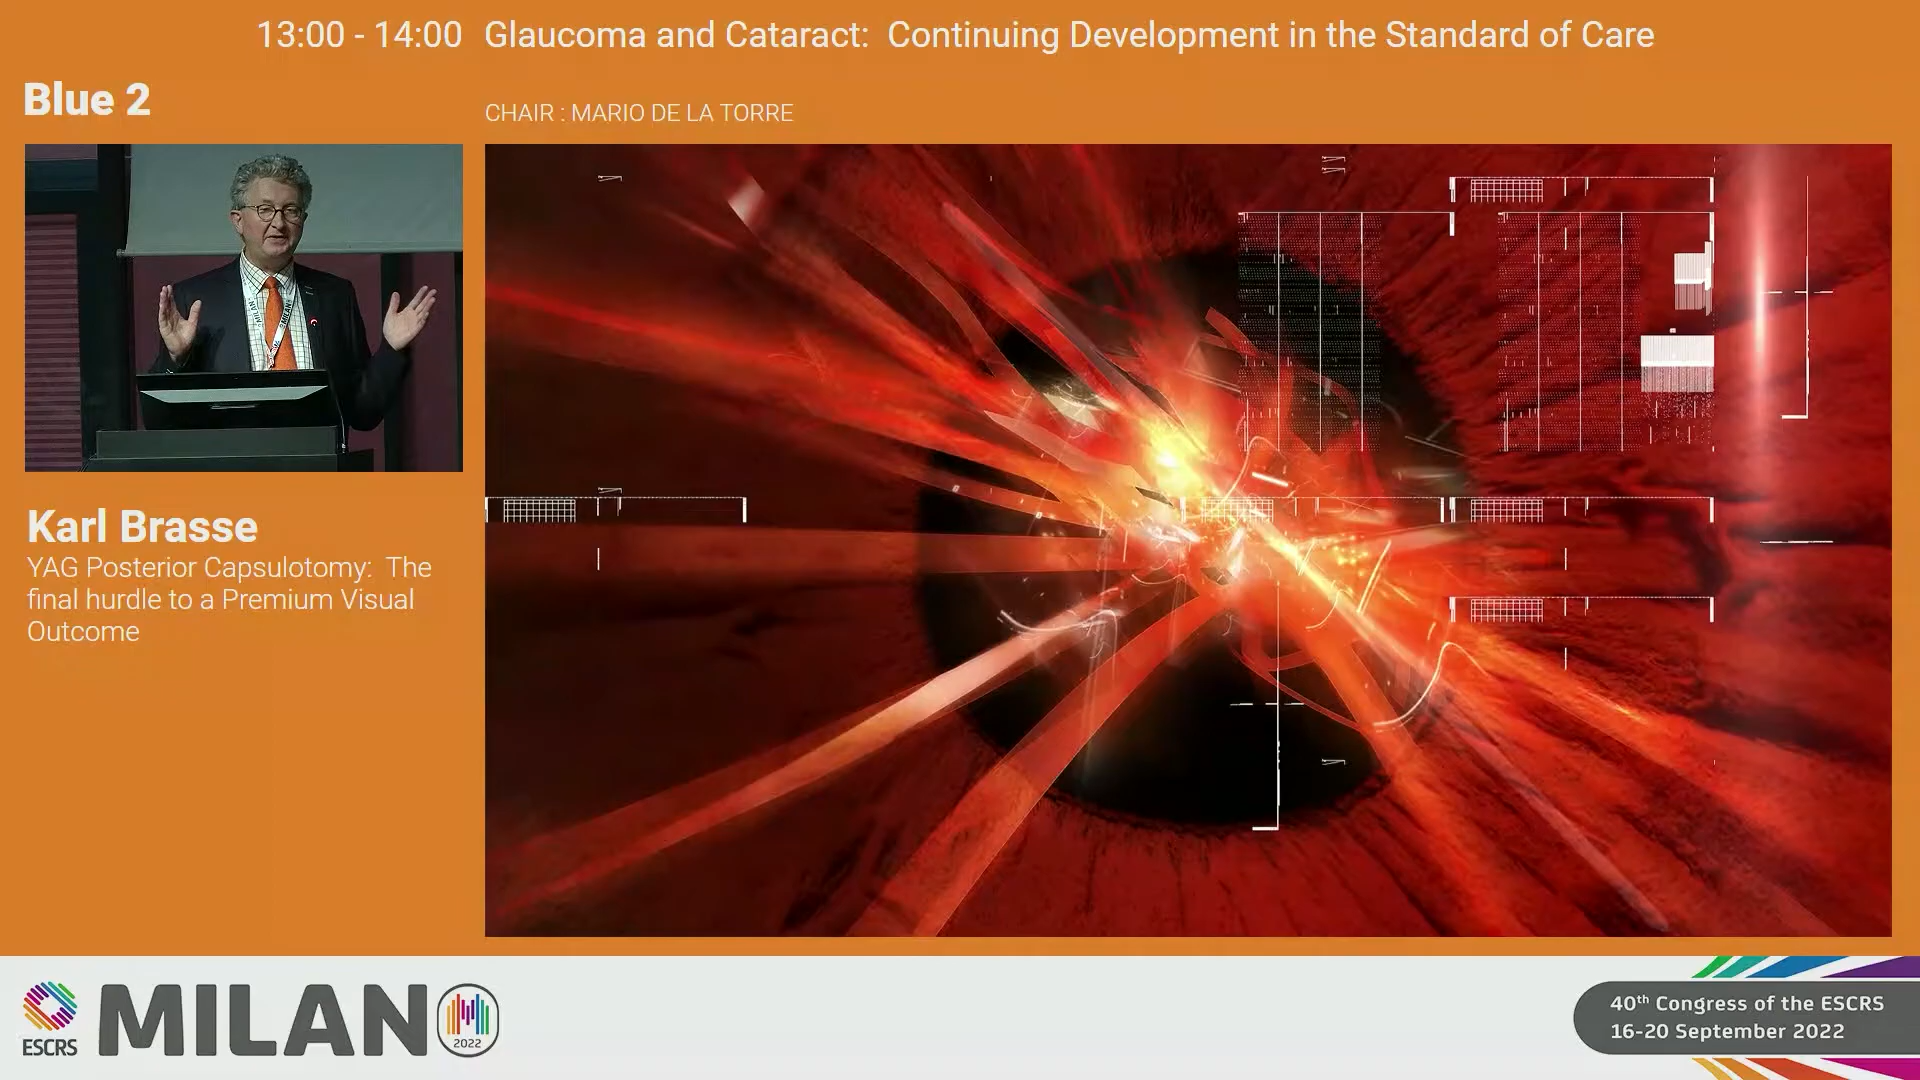 13:00 - 14:00 Glaucoma and Cataract: Continuing Development in the Standard of Care
Blue 2
CHAIR : MARIO DE LA TORRE
Karl Brasse
YAG Posterior Capsulotomy: The
final hurdle to a Premium Visual
Outcome
ESCRS
MILANO
2022
40th Congress of the ESCRS
16-20 September 2022